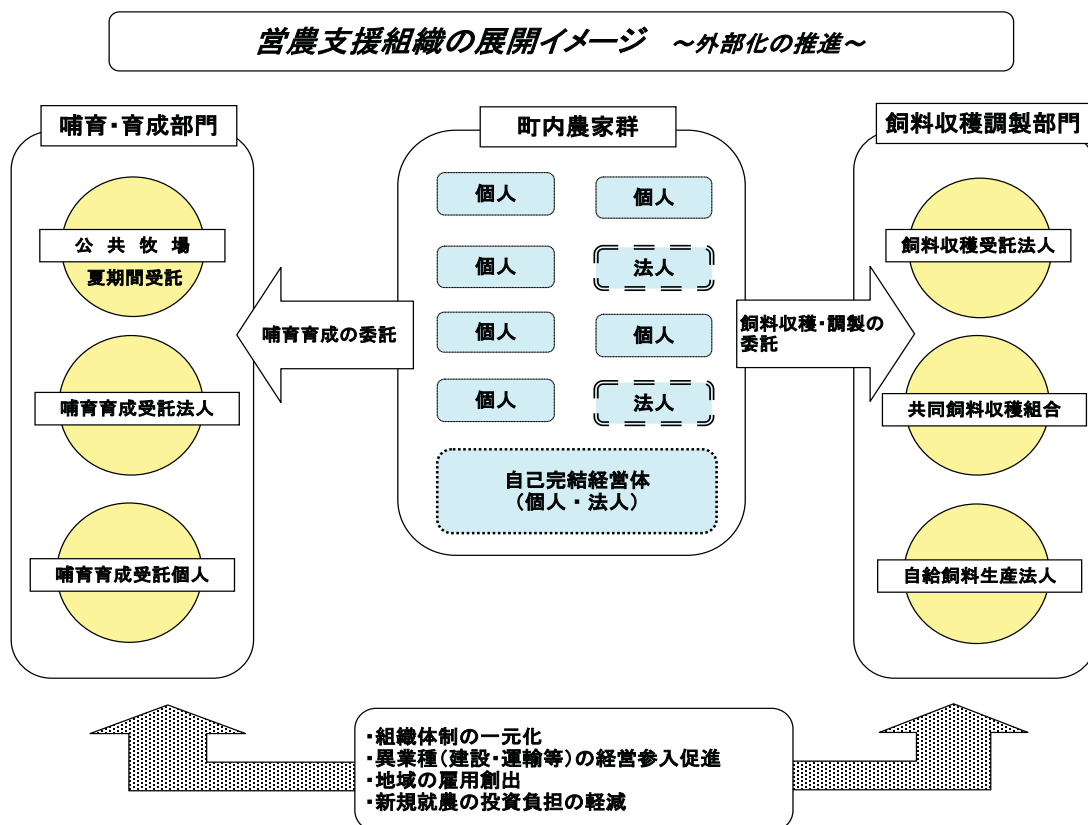 営農支援組織の展開イメージ ～外部化の推進～
哺育・育成部門
公共牧場
夏期間受託
哺育育成受託法人
哺育育成受託個人
哺育育成の委託
町内農家群
個人
個人
個人
法人
個人
個人
個人
法人
自己完結経営体
（個人・法人）
飼料収穫・調製の
委託
飼料収穫調製部門
飼料収穫受託法人
共同飼料収穫組合
自給飼料生産法人
・組織体制の一元化
・異業種（建設・運輸等）の経営参入促進
・地域の雇用創出
・新規就農の投資負担の軽減